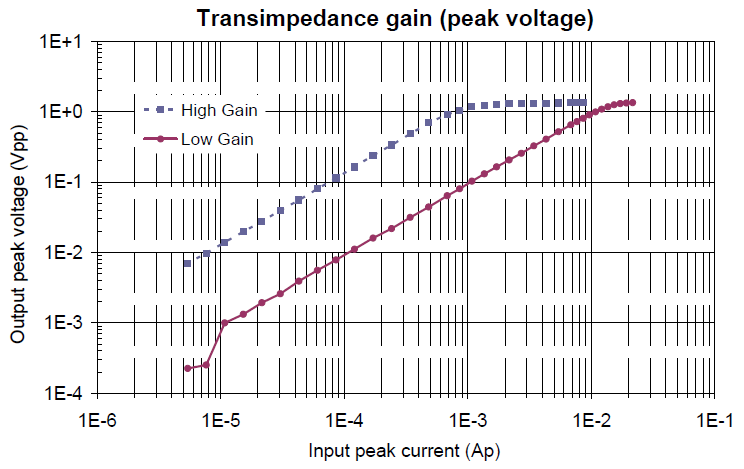 Transimpedance gain (peak voltage)
1E+1
1E+0
1E-1
1E-2
1E-3
1E-4
Output peak voltage (Vpp)
High Gain
Low Gain
1E-6 1E-5 1E-4 1E-3 1E-2 1E-1
Input peak current (Ap)